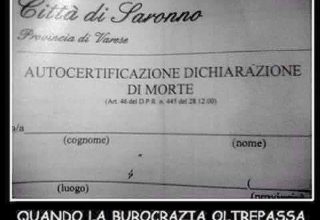 Città di Saronno
Provincia di Varese
AUTOCERTIFICAZIONE DICHIARAZIONE
DI MORTE
(Art. 46 del D.P.R. n. 445 del 28.12.00)
a/a
(cognome) (nome)
(luogo)
QUANDO LA BUROCRAZIA OLTREPASSA